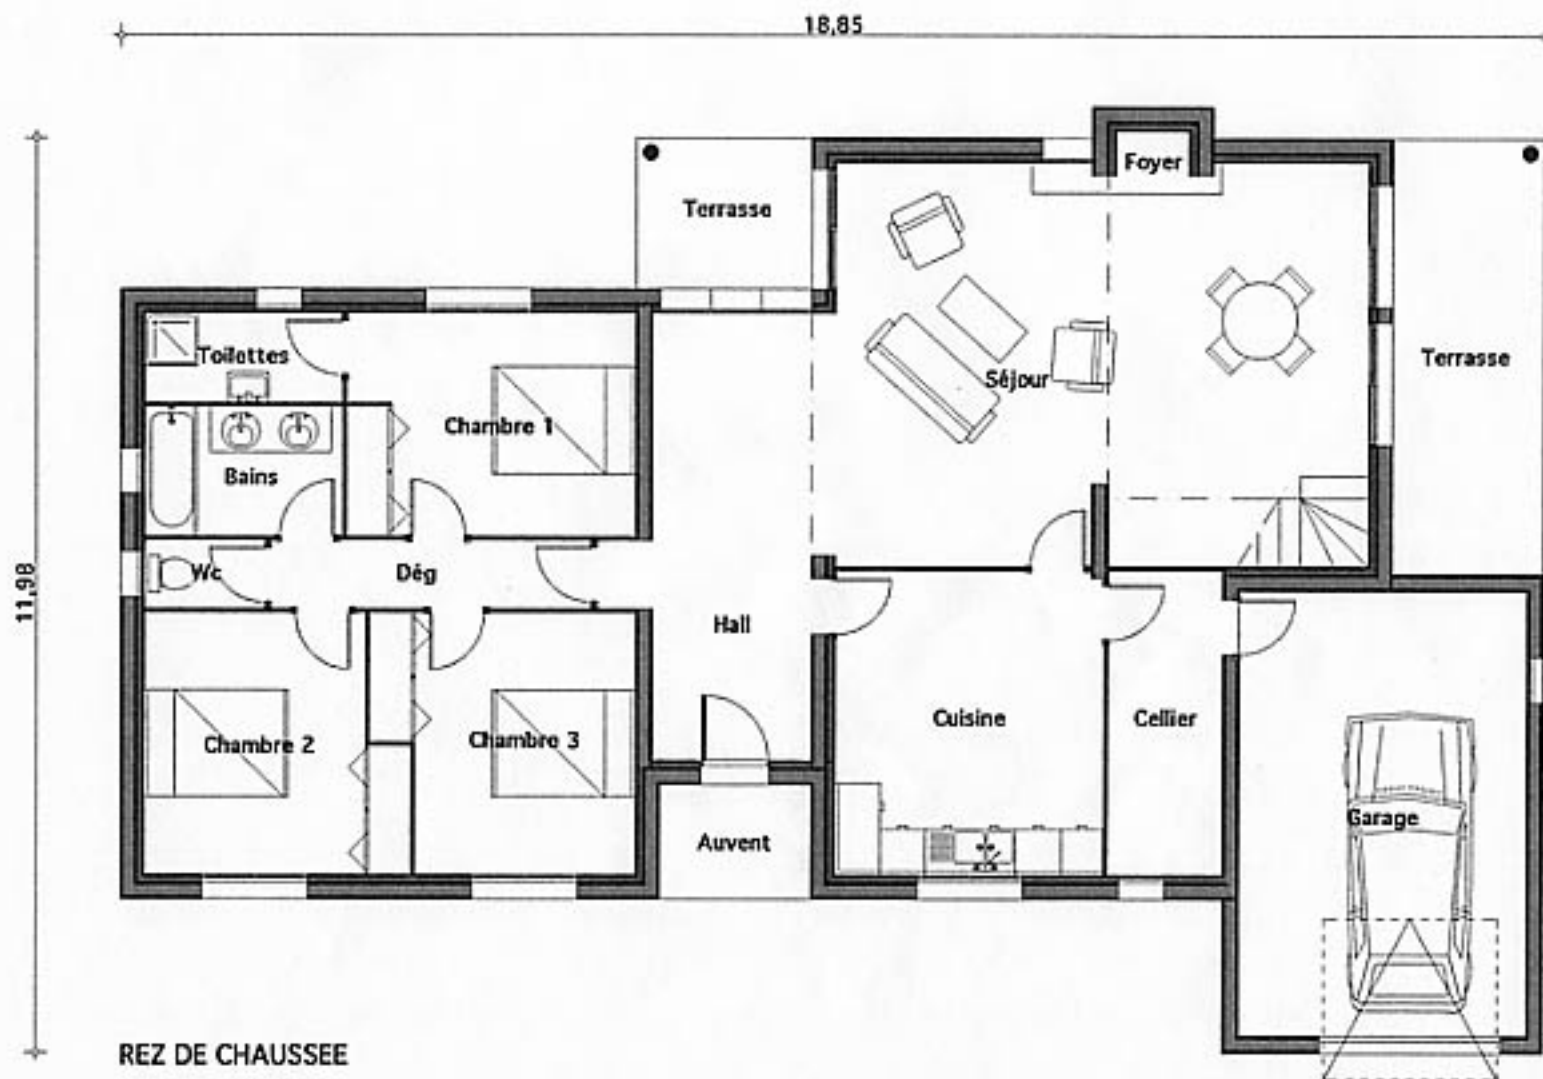 18,85
Foyer
Terrasse
Toilettes
Terrasse
Séjour
Chambre 1
Bains
11,98
Wc
Dég
Hall
Cuisine
Cellier
Chambre 2
Chambre 3
Garage
Auvent
REZ DE CHAUSSEE